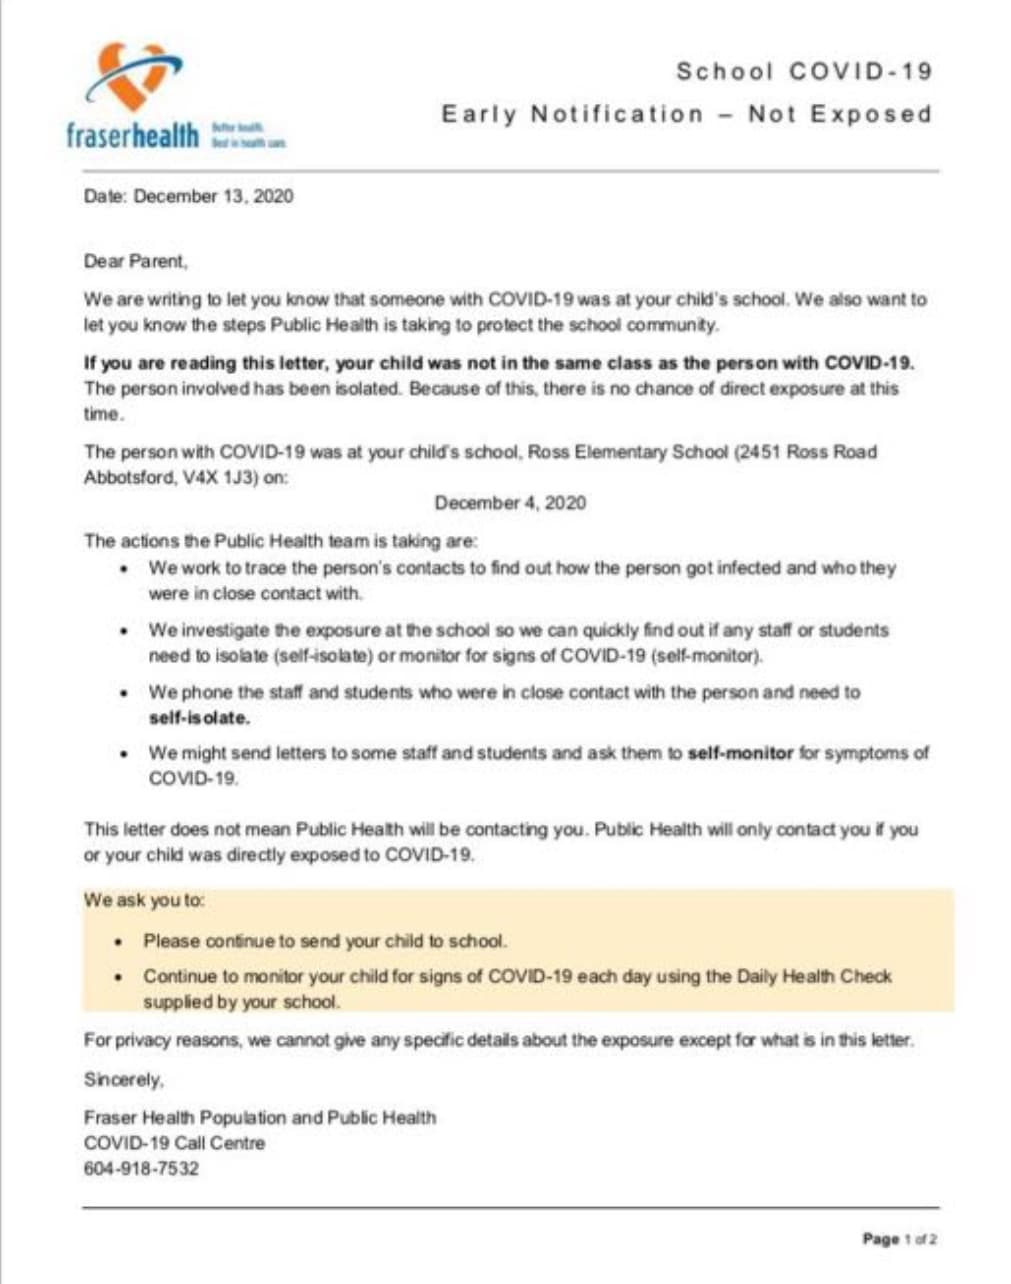 School COVID-19
Early Notification – Not Exposed
fraserhealth
Better health.
Best in health care.
Date: December 13, 2020
Dear Parent,
We are writing to let you know that someone with COVID-19 was at your child's school. We also want to
let you know the steps Public Health is taking to protect the school community.
If you are reading this letter, your child was not in the same class as the person with COVID-19.
The person involved has been isolated. Because of this, there is no chance of direct exposure at this
time.
The person with COVID-19 was at your child's school, Ross Elementary School (2451 Ross Road
Abbotsford, V4X 1J3) on:
December 4, 2020
The actions the Public Health team is taking are:
• We work to trace the person's contacts to find out how the person got infected and who they
were in close contact with.
• We investigate the exposure at the school so we can quickly find out if any staff or students
need to isolate (self-isolate) or monitor for signs of COVID-19 (self-monitor).
• We phone the staff and students who were in close contact with the person and need to
self-isolate.
• We might send letters to some staff and students and ask them to self-monitor for symptoms of
COVID-19.
This letter does not mean Public Health will be contacting you. Public Health will only contact you if you
or your child was directly exposed to COVID-19.
We ask you to:
• Please continue to send your child to school.
• Continue to monitor your child for signs of COVID-19 each day using the Daily Health Check
supplied by your school.
For privacy reasons, we cannot give any specific details about the exposure except for what is in this letter.
Sincerely,
Fraser Health Population and Public Health
COVID-19 Call Centre
604-918-7532
Page 1 of 2